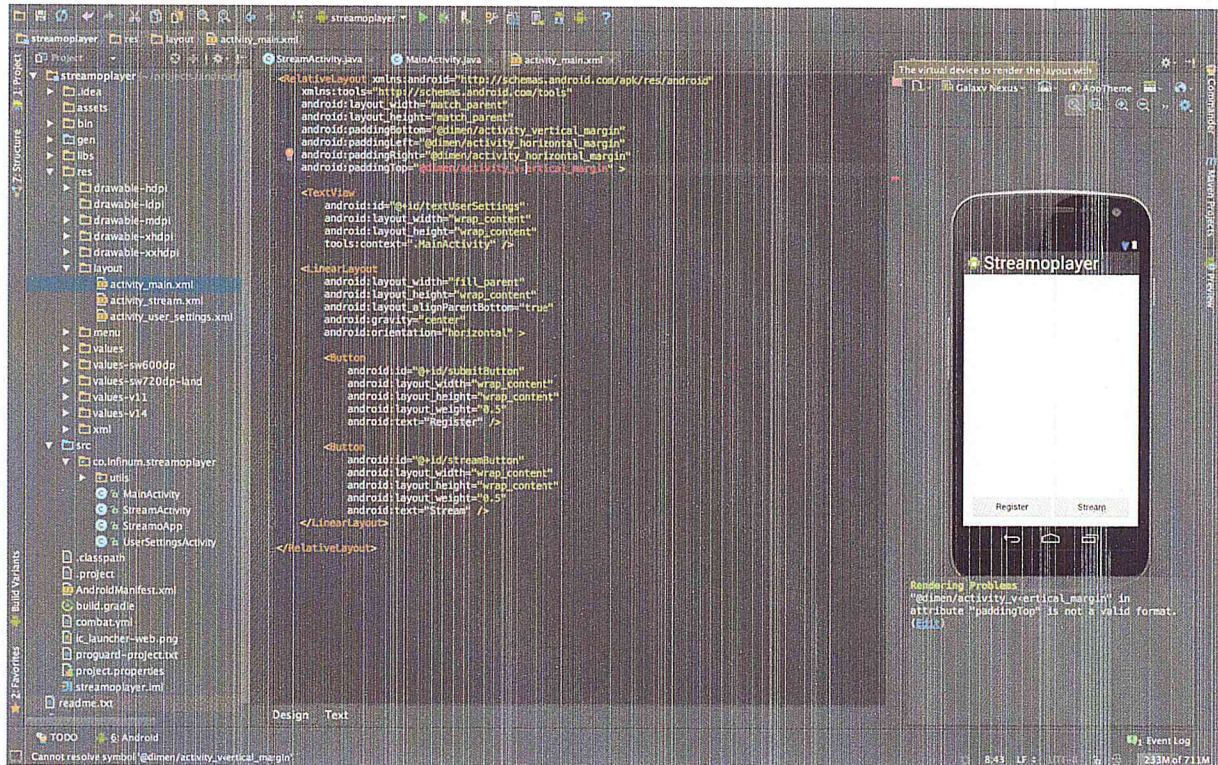 streamoplayer
streamoplayer res layout activity_main.xml
1: Project
Project
StreamActivity.java
MainActivity.java
activity_main.xml
streamoplayer (~/projects/android/
.idea
assets
bin
gen
libs
res
drawable-hdpi
drawable-ldpi
drawable-mdpi
drawable-xhdpi
drawable-xxhdpi
layout
activity_main.xml
activity_stream.xml
activity_user_settings.xml
menu
values
values-sw600dp
values-sw720dp-land
values-v11
values-v14
xml
src
co.infinum.streamoplayer
utils
MainActivity
StreamActivity
StreamoApp
UserSettingsActivity
.classpath
.project
AndroidManifest.xml
build.gradle
combat.yml
ic_launcher-web.png
proguard-project.txt
project.properties
streamoplayer.iml
readme.txt
7: Structure
Build Variants
2: Favorites
<RelativeLayout xmlns:android="http://schemas.android.com/apk/res/android"
xmlns:tools="http://schemas.android.com/tools"
android:layout_width="match_parent"
android:layout_height="match_parent"
android:paddingBottom="@dimen/activity_vertical_margin"
android:paddingLeft="@dimen/activity_horizontal_margin"
android:paddingRight="@dimen/activity_horizontal_margin"
android:paddingTop="@dimen/activity_v<ertical_margin" >
<TextView
android:id="@+id/textUserSettings"
android:layout_width="wrap_content"
android:layout_height="wrap_content"
tools:context=".MainActivity" />
<LinearLayout
android:layout_width="fill_parent"
android:layout_height="wrap_content"
android:layout_alignParentBottom="true"
android:gravity="center"
android:orientation="horizontal" >
<Button
android:id="@+id/submitButton"
android:layout_width="wrap_content"
android:layout_height="wrap_content"
android:layout_weight="0.5"
android:text="Register" />
<Button
android:id="@+id/streamButton"
android:layout_width="wrap_content"
android:layout_height="wrap_content"
android:layout_weight="0.5"
android:text="Stream" />
</LinearLayout>
</RelativeLayout>
Design Text
The virtual device to render the layout with
Galaxy Nexus AppTheme
Streamoplayer
Register Stream
Rendering Problems
"@dimen/activity_v<ertical_margin" in
attribute "paddingTop" is not a valid format.
(Edit)
Commander
Maven Projects
Preview
TODO 6: Android
1 Event Log
Cannot resolve symbol '@dimen/activity_v<ertical_margin'
8:43 LF 233M of 711M